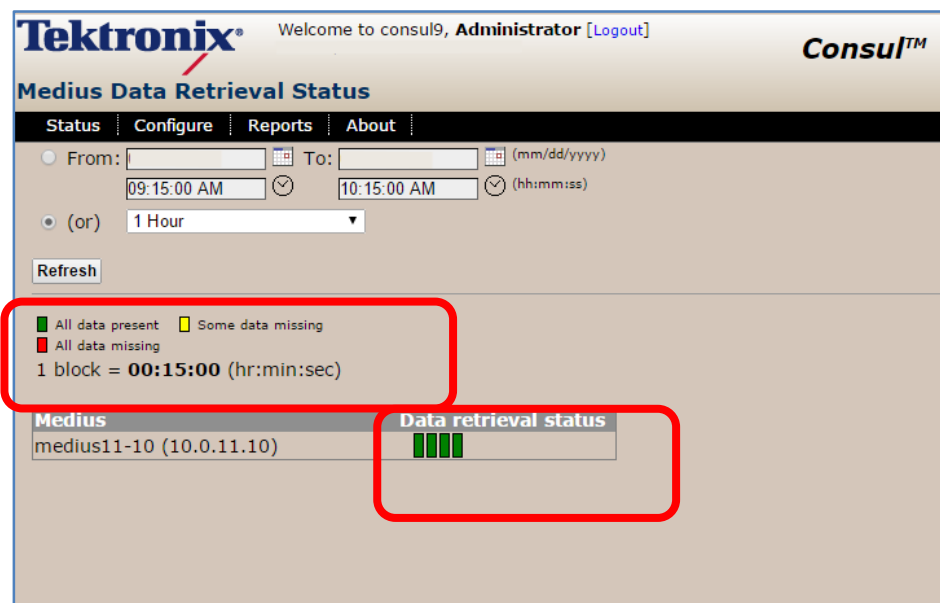 Tektronix®
Welcome to consul9, Administrator [Logout]
Consul™
Medius Data Retrieval Status
Status Configure Reports About
From: To: (mm/dd/yyyy)
09:15:00 AM 10:15:00 AM (hh:mm:ss)
(or) 1 Hour
Refresh
All data present Some data missing
All data missing
1 block = 00:15:00 (hr:min:sec)
Medius Data retrieval status
medius11-10 (10.0.11.10)